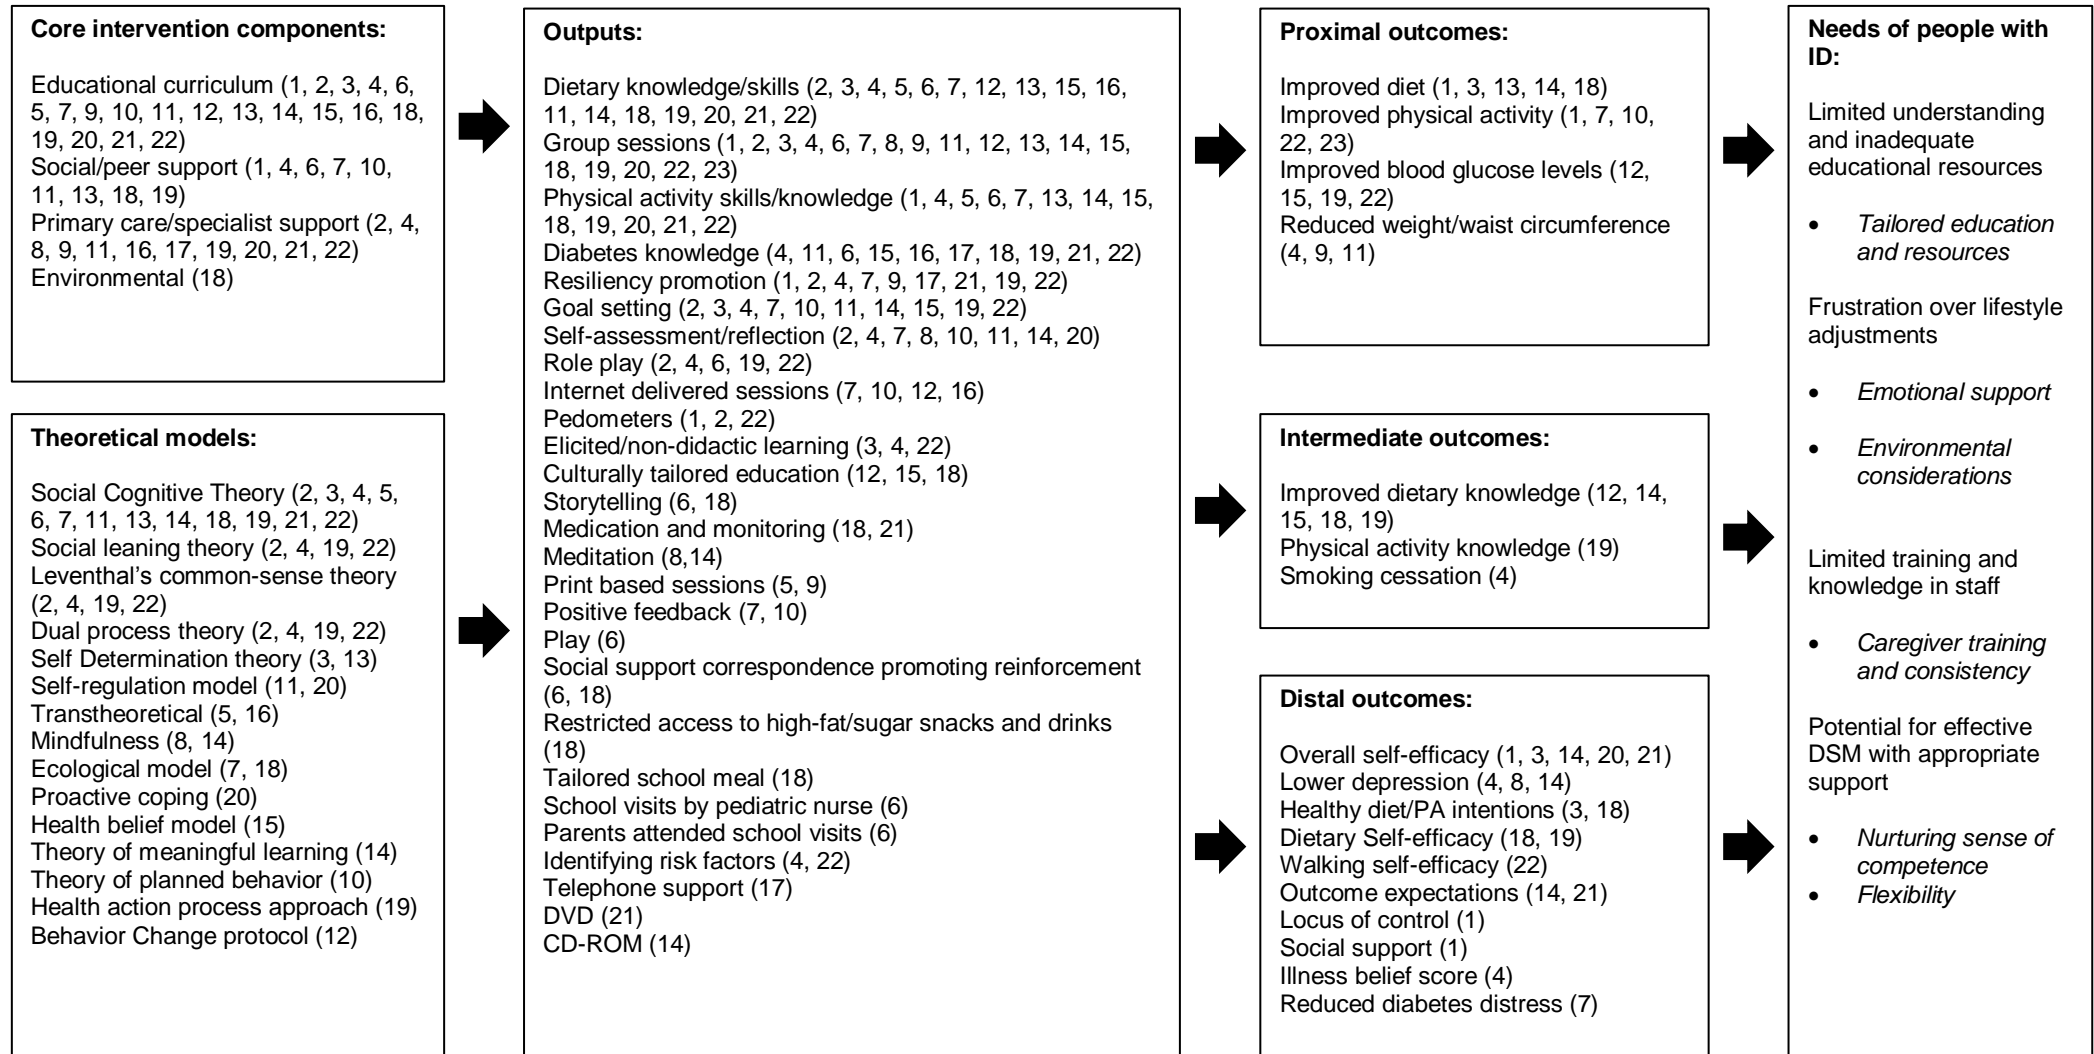 Core intervention components:
Educational curriculum (1, 2, 3, 4, 6,
5, 7, 9, 10, 11, 12, 13, 14, 15, 16, 18,
19, 20, 21, 22)
Social/peer support (1, 4, 6, 7, 10,
11, 13, 18, 19)
Primary care/specialist support (2, 4,
8, 9, 11, 16, 17, 19, 20, 21, 22)
Environmental (18)
Theoretical models:
Social Cognitive Theory (2, 3, 4, 5,
6, 7, 11, 13, 14, 18, 19, 21, 22)
Social leaning theory (2, 4, 19, 22)
Leventhal's common-sense theory
(2, 4, 19, 22)
Dual process theory (2, 4, 19, 22)
Self Determination theory (3, 13)
Self-regulation model (11, 20)
Transtheoretical (5, 16)
Mindfulness (8, 14)
Ecological model (7, 18)
Proactive coping (20)
Health belief model (15)
Theory of meaningful learning (14)
Theory of planned behavior (10)
Health action process approach (19)
Behavior Change protocol (12)
Outputs:
Dietary knowledge/skills (2, 3, 4, 5, 6, 7, 12, 13, 15, 16,
11, 14, 18, 19, 20, 21, 22)
Group sessions (1, 2, 3, 4, 6, 7, 8, 9, 11, 12, 13, 14, 15,
18, 19, 20, 22, 23)
Physical activity skills/knowledge (1, 4, 5, 6, 7, 13, 14, 15,
18, 19, 20, 21, 22)
Diabetes knowledge (4, 11, 6, 15, 16, 17, 18, 19, 21, 22)
Resiliency promotion (1, 2, 4, 7, 9, 17, 21, 19, 22)
Goal setting (2, 3, 4, 7, 10, 11, 14, 15, 19, 22)
Self-assessment/reflection (2, 4, 7, 8, 10, 11, 14, 20)
Role play (2, 4, 6, 19, 22)
Internet delivered sessions (7, 10, 12, 16)
Pedometers (1, 2, 22)
Elicited/non-didactic learning (3, 4, 22)
Culturally tailored education (12, 15, 18)
Storytelling (6, 18)
Medication and monitoring (18, 21)
Meditation (8,14)
Print based sessions (5, 9)
Positive feedback (7, 10)
Play (6)
Social support correspondence promoting reinforcement
(6, 18)
Restricted access to high-fat/sugar snacks and drinks
(18)
Tailored school meal (18)
School visits by pediatric nurse (6)
Parents attended school visits (6)
Identifying risk factors (4, 22)
Telephone support (17)
DVD (21)
CD-ROM (14)
Proximal outcomes:
Improved diet (1, 3, 13, 14, 18)
Improved physical activity (1, 7, 10,
22, 23)
Improved blood glucose levels (12,
15, 19, 22)
Reduced weight/waist circumference
(4, 9, 11)
Intermediate outcomes:
Improved dietary knowledge (12, 14,
15, 18, 19)
Physical activity knowledge (19)
Smoking cessation (4)
Distal outcomes:
Overall self-efficacy (1, 3, 14, 20, 21)
Lower depression (4, 8, 14)
Healthy diet/PA intentions (3, 18)
Dietary Self-efficacy (18, 19)
Walking self-efficacy (22)
Outcome expectations (14, 21)
Locus of control (1)
Social support (1)
Illness belief score (4)
Reduced diabetes distress (7)
Needs of people with
ID:
Limited understanding
and inadequate
educational resources
• Tailored education
and resources
Frustration over lifestyle
adjustments
• Emotional support
• Environmental
considerations
Limited training and
knowledge in staff
• Caregiver training
and consistency
Potential for effective
DSM with appropriate
support
• Nurturing sense of
competence
• Flexibility